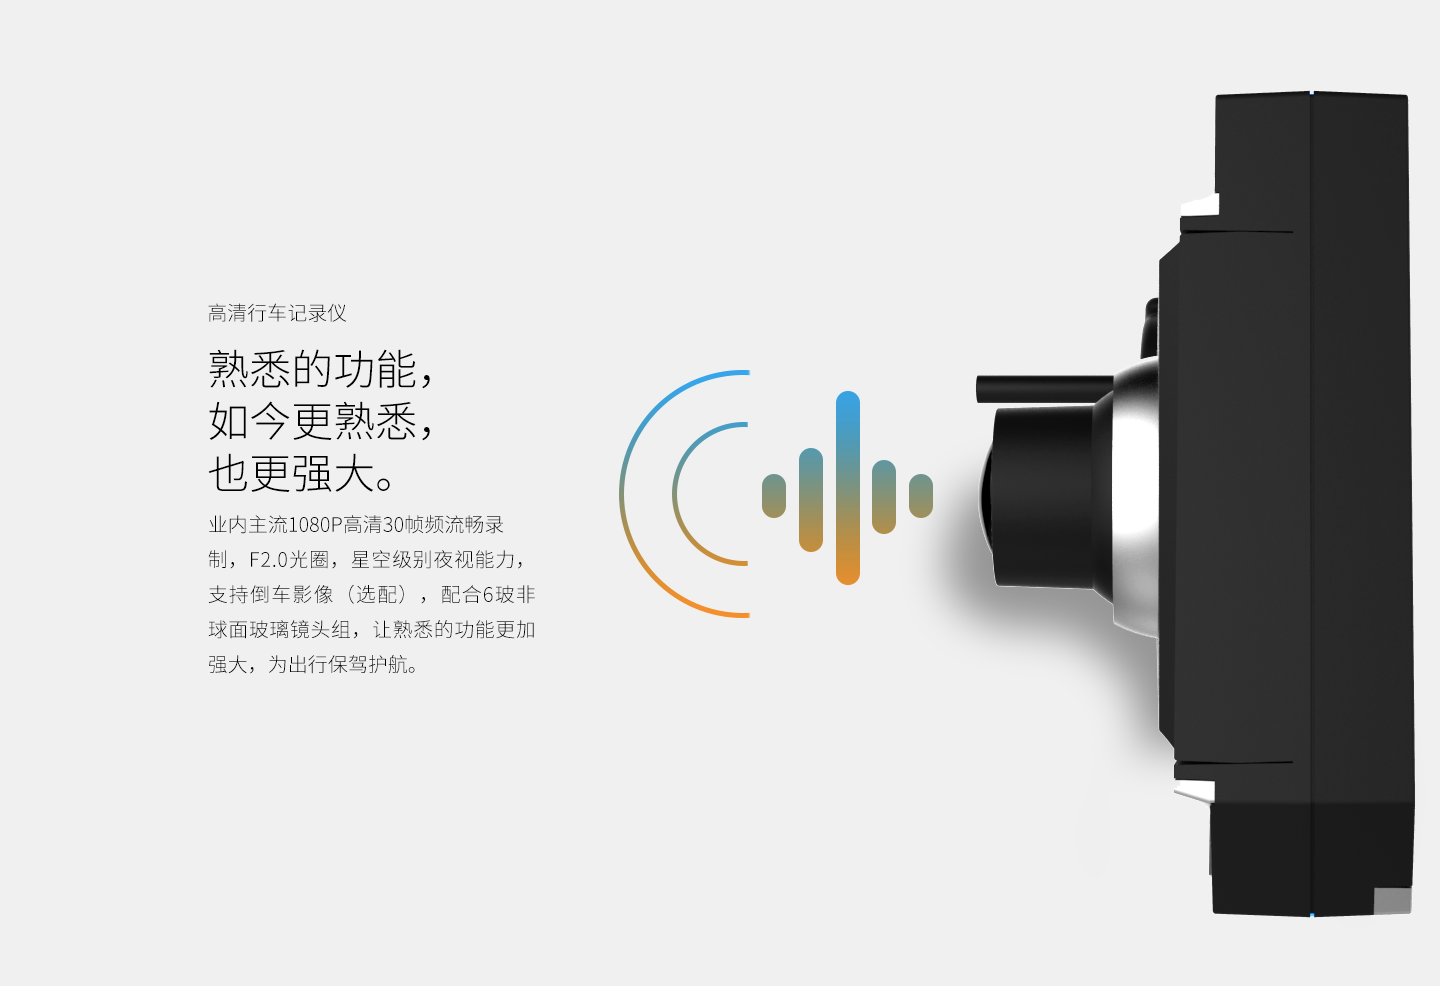 高清行车记录仪
熟悉的功能，
如今更熟悉，
也更强大。
业内主流1080P高清30帧频流畅录
制，F2.0光圈，星空级别夜视能力，
支持倒车影像（选配），配合6玻非
球面玻璃镜头组，让熟悉的功能更加
强大，为出行保驾护航。